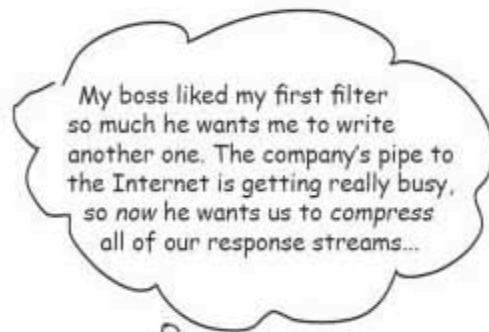 My boss liked my first filter
so much he wants me to write
another one. The company's pipe to
the Internet is getting really busy,
so now he wants us to compress
all of our response streams...